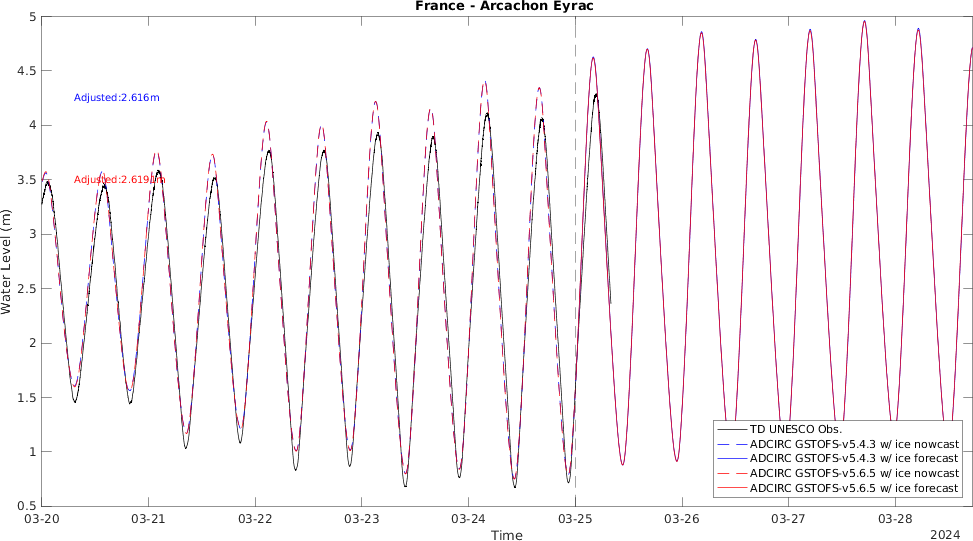 France - Arcachon Eyrac
5
4.5
4
3.5
3
2.5
2
1.5
1
0.5
Water Level (m)
Adjusted:2.616m
TD UNESCO Obs.
ADCIRC GSTOFS-v5.4.3 w/ ice nowcast
ADCIRC GSTOFS-v5.4.3 w/ ice forecast
ADCIRC GSTOFS-v5.6.5 w/ ice nowcast
ADCIRC GSTOFS-v5.6.5 w/ ice forecast
03-20 03-21 03-22 03-23 03-24 03-25 03-26 03-27 03-28
Time
2024